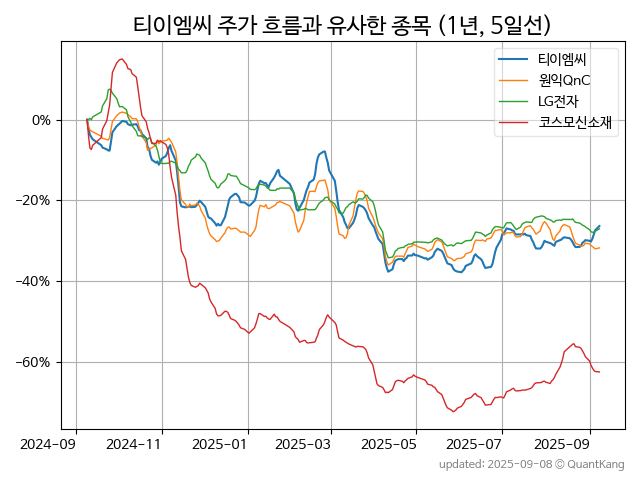 티이엠씨 주가 흐름과 유사한 종목 (1년, 5일선)
티이엠씨
원익QnC
LG전자
코스모신소재
0%
−20%
−40%
−60%
2024−09
2024−11
2025−01
2025−03
2025−05
2025−07
2025−09
updated: 2025-09-08 © QuantKang